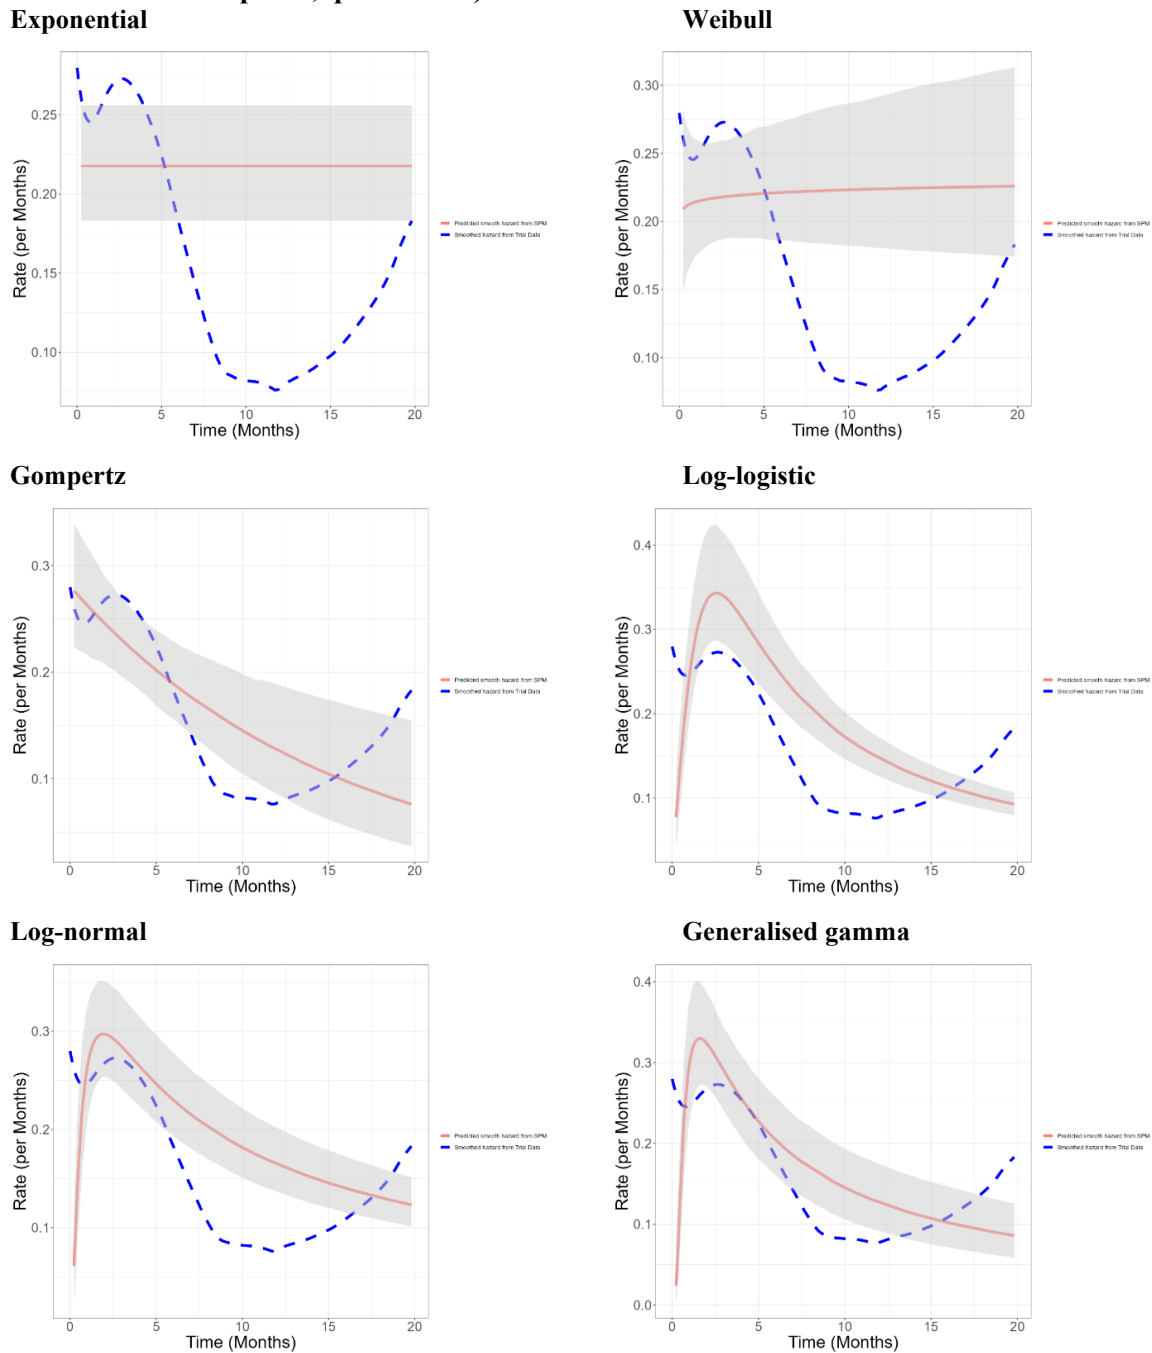 Exponential
Weibull
Rate (per Months)
0.25
0.20
0.15
0.10
0 5 10 15 20
Time (Months)
Predicted smooth hazard from SPM
Smoothed hazard from Trial Data
Rate (per Months)
0.30
0.25
0.20
0.15
0.10
0 5 10 15 20
Time (Months)
Predicted smooth hazard from SPM
Smoothed hazard from Trial Data
Gompertz
Log-logistic
Rate (per Months)
0.3
0.2
0.1
0 5 10 15 20
Time (Months)
Predicted smooth hazard from SPM
Smoothed hazard from Trial Data
Rate (per Months)
0.4
0.3
0.2
0.1
0 5 10 15 20
Time (Months)
Predicted smooth hazard from SPM
Smoothed hazard from Trial Data
Log-normal
Generalised gamma
Rate (per Months)
0.3
0.2
0.1
0 5 10 15 20
Time (Months)
Predicted smooth hazard from SPM
Smoothed hazard from Trial Data
Rate (per Months)
0.4
0.3
0.2
0.1
0.0
0 5 10 15 20
Time (Months)
Predicted smooth hazard from SPM
Smoothed hazard from Trial Data